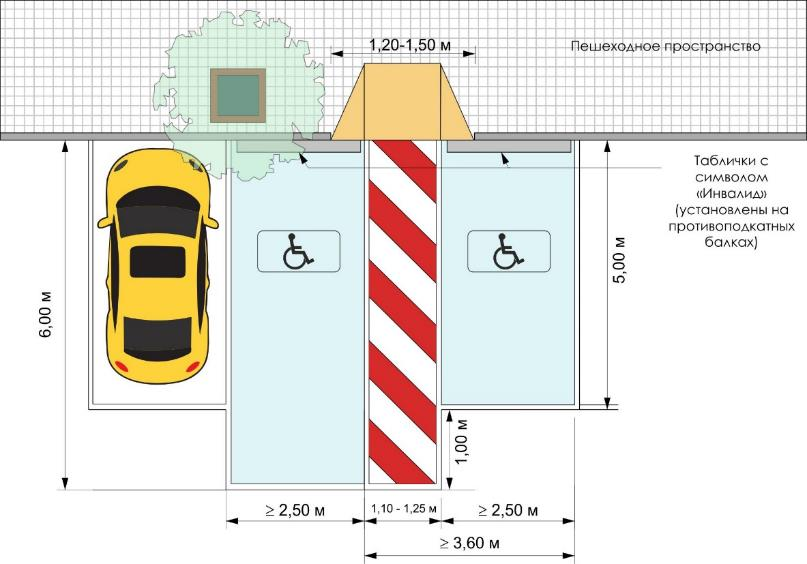 1,20-1,50 м
Пешеходное пространство
Таблички с
символом
«Инвалид»
(установлены на
противоподкатных
балках)
6,00 м
5,00 м
1,00 м
≥ 2,50 м
1,10 - 1,25 м
≥ 2,50 м
≥ 3,60 м